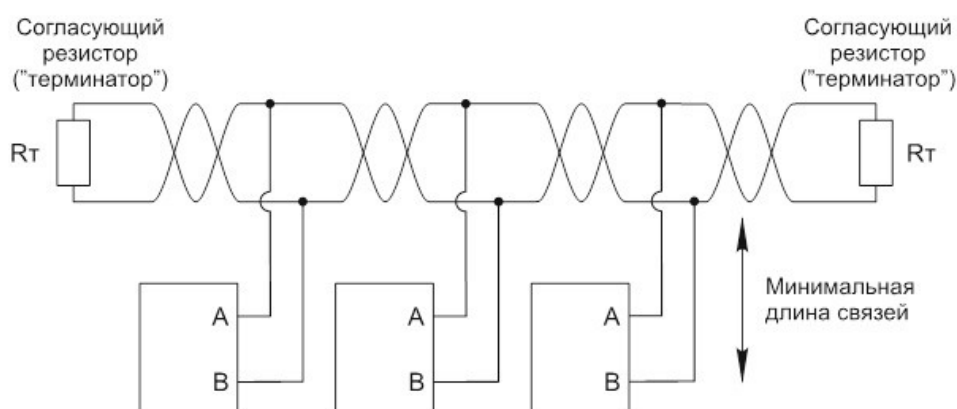 Согласующий
резистор
("терминатор")
Согласующий
резистор
("терминатор")
Rт
Rт
A
B
A
B
A
B
Минимальная
длина связей